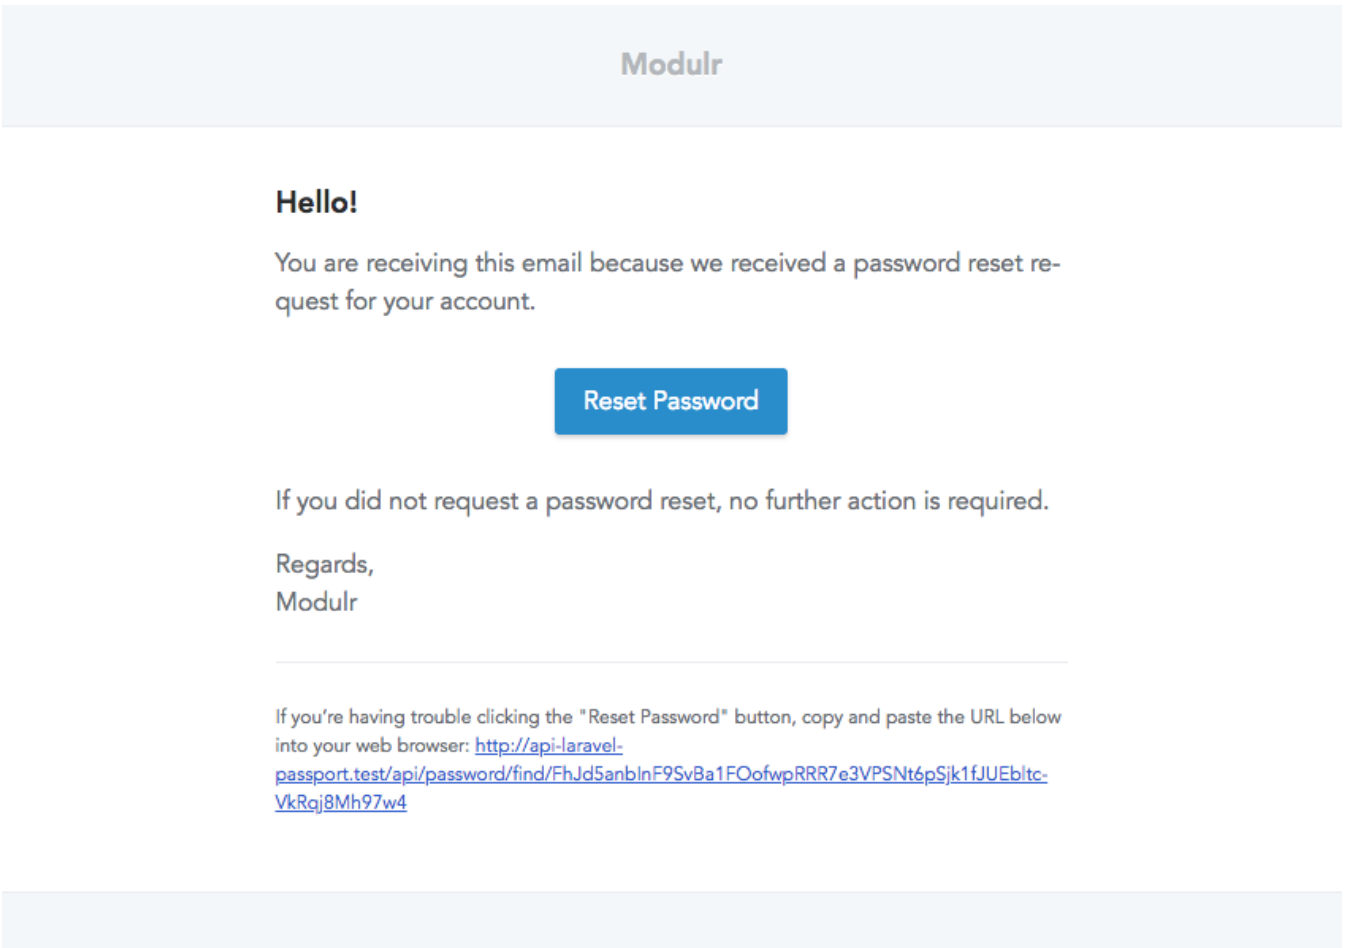 Modulr
Hello!
You are receiving this email because we received a password reset re-
quest for your account.
Reset Password
If you did not request a password reset, no further action is required.
Regards,
Modulr
If you’re having trouble clicking the "Reset Password" button, copy and paste the URL below
into your web browser: http://api-laravel-
passport.test/api/password/find/FhJd5anbInF9SvBa1FOofwpRRR7e3VPSNt6pSjk1fJUEbltc-
VkRqj8Mh97w4